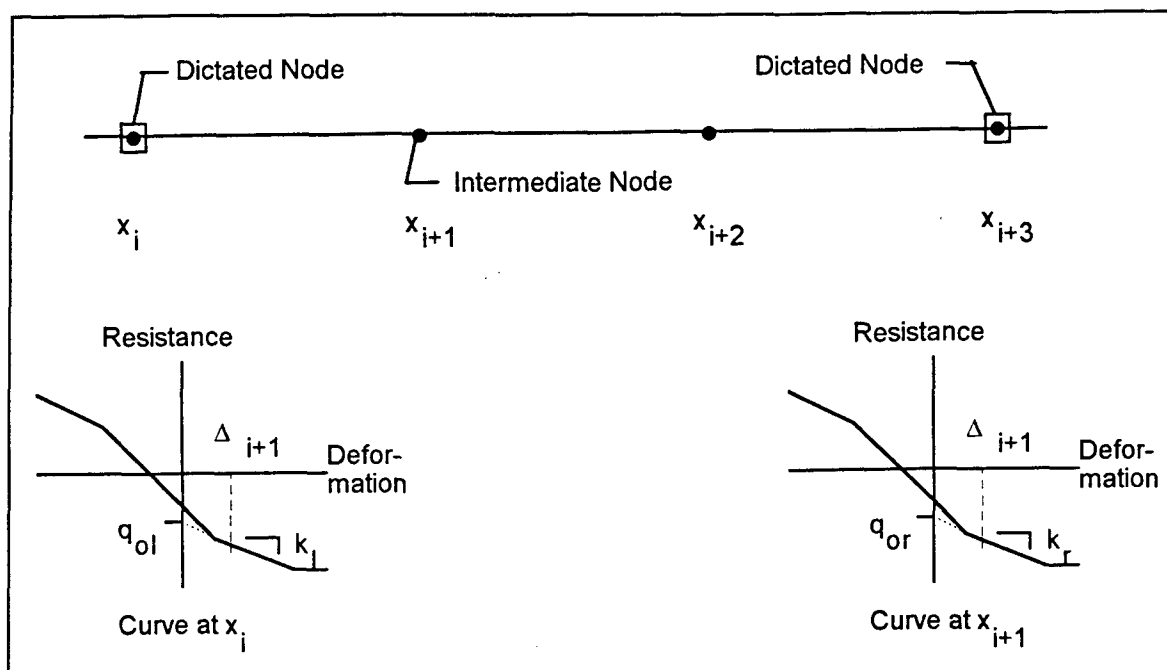 Dictated Node
Dictated Node
Intermediate Node
x i
x i+1
x i+2
x i+3
Resistance
Δ i+1
Defor-
mation
q ol
k l
Curve at x i
Resistance
Δ i+1
Defor-
mation
q or
k r
Curve at x i+1